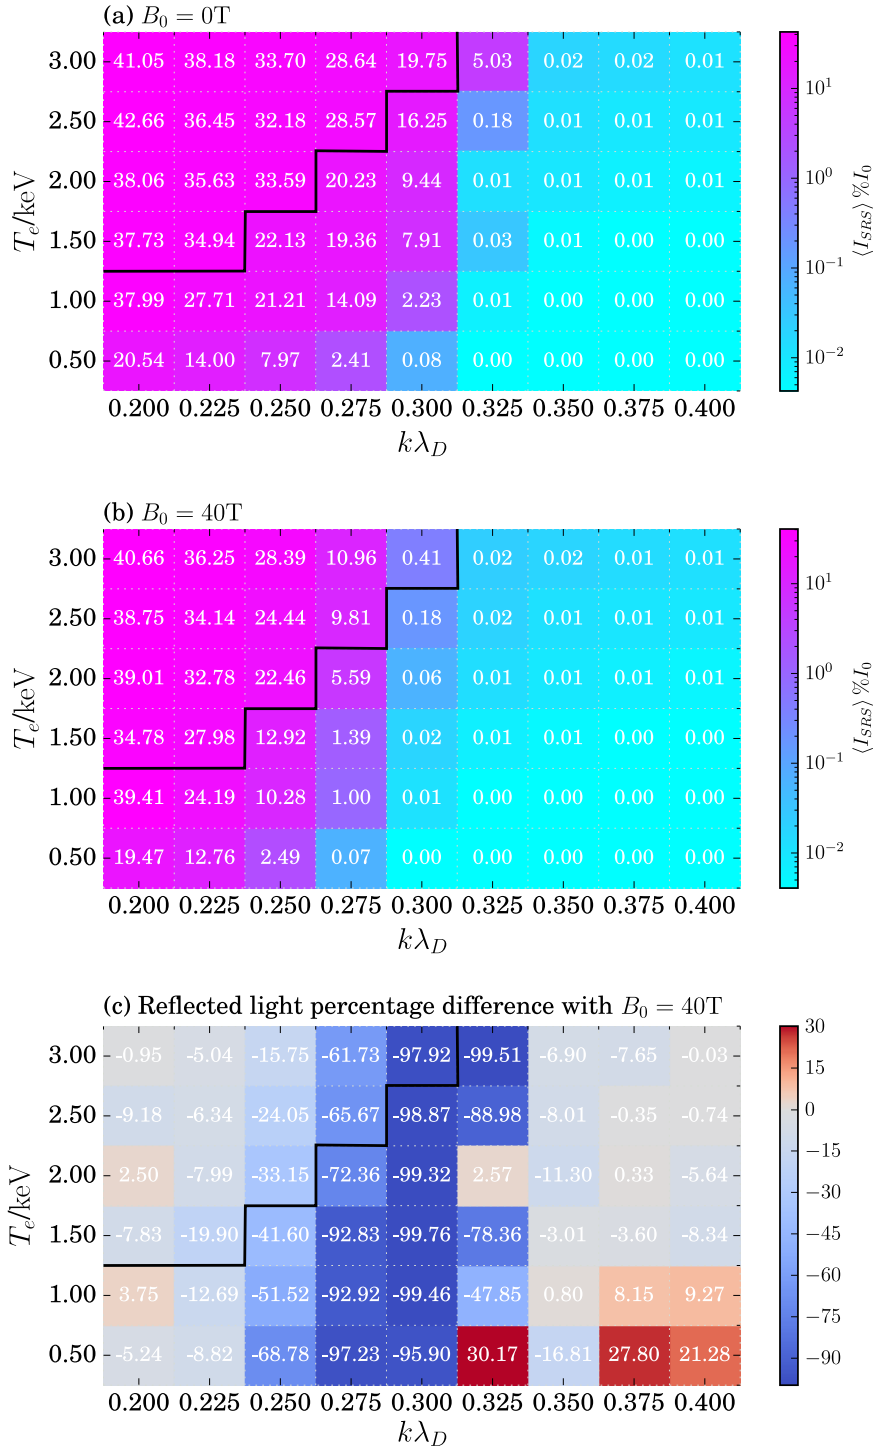 (a) B₀ = 0T
3.00 41.05 38.18 33.70 28.64 19.75 5.03 0.02 0.02 0.01
2.50 42.66 36.45 32.18 28.57 16.25 0.18 0.01 0.01 0.01
2.00 38.06 35.63 33.59 20.23 9.44 0.01 0.01 0.01 0.01
1.50 37.73 34.94 22.13 19.36 7.91 0.03 0.01 0.00 0.00
1.00 37.99 27.71 21.21 14.09 2.23 0.01 0.00 0.00 0.00
0.50 20.54 14.00 7.97 2.41 0.08 0.00 0.00 0.00 0.00
0.200 0.225 0.250 0.275 0.300 0.325 0.350 0.375 0.400
kλ_D
T_e/keV
10¹
10⁰
10⁻¹
10⁻²
⟨I_SRS⟩ %I₀
(b) B₀ = 40T
3.00 40.66 36.25 28.39 10.96 0.41 0.02 0.02 0.01 0.01
2.50 38.75 34.14 24.44 9.81 0.18 0.02 0.01 0.01 0.01
2.00 39.01 32.78 22.46 5.59 0.06 0.01 0.01 0.01 0.00
1.50 34.78 27.98 12.92 1.39 0.02 0.01 0.00 0.00 0.00
1.00 39.41 24.19 10.28 1.00 0.01 0.00 0.00 0.00 0.00
0.50 19.47 12.76 2.49 0.07 0.00 0.00 0.00 0.00 0.00
0.200 0.225 0.250 0.275 0.300 0.325 0.350 0.375 0.400
kλ_D
T_e/keV
10¹
10⁰
10⁻¹
10⁻²
⟨I_SRS⟩ %I₀
(c) Reflected light percentage difference with B₀ = 40T
3.00 -0.95 -5.04 -15.75 -61.73 -97.92 -99.51 -6.90 -7.65 -0.03
2.50 -9.18 -6.34 -24.05 -65.67 -98.87 -88.98 -8.01 -0.35 -0.74
2.00 2.50 -7.99 -33.15 -72.36 -99.32 2.57 -11.30 0.33 -5.64
1.50 -7.83 -19.90 -41.60 -92.83 -99.76 -78.36 -3.01 -3.60 -8.34
1.00 3.75 -12.69 -51.52 -92.92 -99.46 -47.85 0.80 8.15 9.27
0.50 -5.24 -8.82 -68.78 -97.23 -95.90 30.17 -16.81 27.80 21.28
0.200 0.225 0.250 0.275 0.300 0.325 0.350 0.375 0.400
kλ_D
T_e/keV
30
15
0
−15
−30
−45
−60
−75
−90